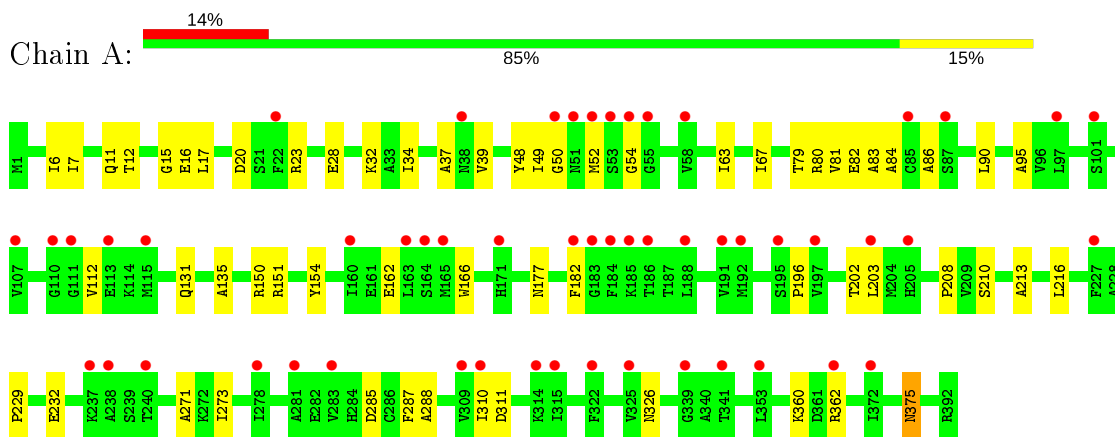 14%
Chain A:
85% 15%
M1 I6 I7 Q11 T12 G15 E16 L17 D20 S21 F22 R23 E28 K32 A33 I34 A37 N38 V39 Y48 I49 G50 N51 M52 S53 G54 G55 V58 I63 I67 T79 R80 V81 E82 A83 A84 C85 A86 S87 L90 A95 V96 L97 S101
V107 G110 G111 V112 E113 K114 M115 Q131 A135 R150 R151 Y154 I160 E161 E162 L163 S164 M165 W166 H171 N177 F182 G183 F184 K185 T186 T187 L188 V191 M192 S195 P196 V197 T202 L203 M204 H205 P208 V209 S210 A213 L216 F227 A228
P229 E232 K237 A238 S239 T240 A271 K272 I273 I278 A281 E282 V283 H284 D285 C286 F287 A288 V309 I310 D311 K314 I315 F322 V325 N326 G339 A340 T341 L353 K360 D361 R362 I372 N375 R392